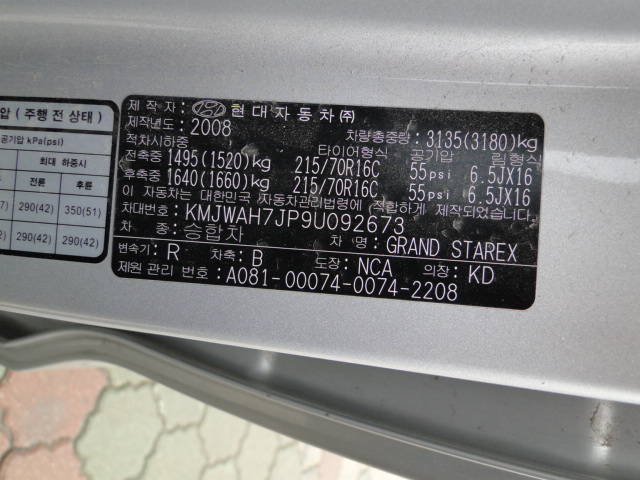 압 ( 주행 전 상태 )
공기압 kPa(psi)
최대 하중시
전륜 후륜
290(42) 350(51)
290(42) 290(42)
제 작 자 : 현대자동차㈜
제작년도 : 2008 차량총중량 : 3135(3180)kg
적차시하중 타이어형식 공기압 림형식
전축중 1495(1520)kg 215/70R16C 55psi 6.5JX16
후축중 1640(1660)kg 215/70R16C 55psi 6.5JX16
이 자동차는 대한민국 자동차관리법령에 적합하게 제작되었음
차대번호 : KMJWAH7JP9U092673
차 종 : 승합차 차 명 : GRAND STAREX
변속기 : R 차축 : B 도장 : NCA 의장 : KD
제원 관리 번호 : A081-00074-0074-2208